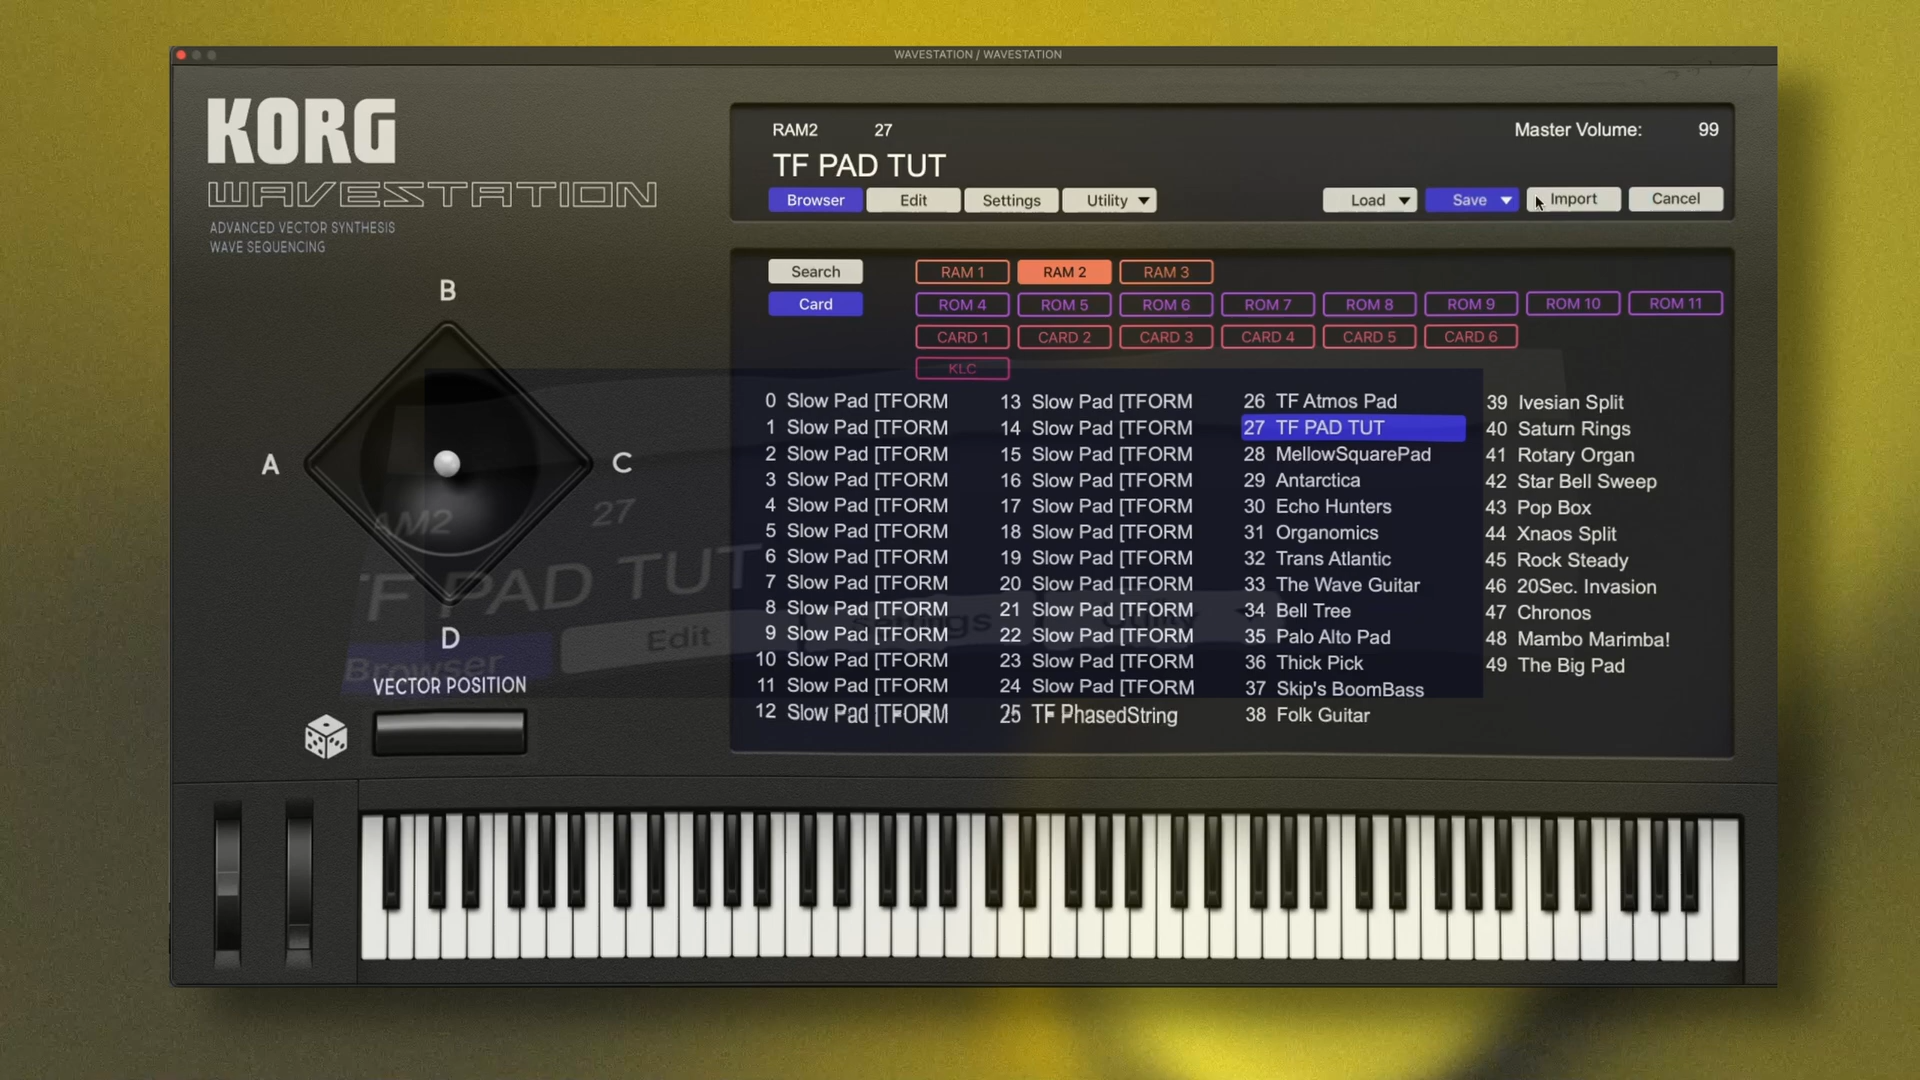 WAVESTATION / WAVESTATION
KORG
WAVESTATION
ADVANCED VECTOR SYNTHESIS
WAVE SEQUENCING
RAM2 27 Master Volume: 99
TF PAD TUT
Browser Edit Settings Utility Load Save Import Cancel
Search RAM 1 RAM 2 RAM 3
Card ROM 4 ROM 5 ROM 6 ROM 7 ROM 8 ROM 9 ROM 10 ROM 11
CARD 1 CARD 2 CARD 3 CARD 4 CARD 5 CARD 6
KLC
B
A
C
D
VECTOR POSITION
0 Slow Pad [TFORM
1 Slow Pad [TFORM
2 Slow Pad [TFORM
3 Slow Pad [TFORM
4 Slow Pad [TFORM
5 Slow Pad [TFORM
6 Slow Pad [TFORM
7 Slow Pad [TFORM
8 Slow Pad [TFORM
9 Slow Pad [TFORM
10 Slow Pad [TFORM
11 Slow Pad [TFORM
12 Slow Pad [TFORM
13 Slow Pad [TFORM
14 Slow Pad [TFORM
15 Slow Pad [TFORM
16 Slow Pad [TFORM
17 Slow Pad [TFORM
18 Slow Pad [TFORM
19 Slow Pad [TFORM
20 Slow Pad [TFORM
21 Slow Pad [TFORM
22 Slow Pad [TFORM
23 Slow Pad [TFORM
24 Slow Pad [TFORM
25 TF PhasedString
26 TF Atmos Pad
27 TF PAD TUT
28 MellowSquarePad
29 Antarctica
30 Echo Hunters
31 Organomics
32 Trans Atlantic
33 The Wave Guitar
34 Bell Tree
35 Palo Alto Pad
36 Thick Pick
37 Skip's BoomBass
38 Folk Guitar
39 Ivesian Split
40 Saturn Rings
41 Rotary Organ
42 Star Bell Sweep
43 Pop Box
44 Xnaos Split
45 Rock Steady
46 20Sec. Invasion
47 Chronos
48 Mambo Marimba!
49 The Big Pad
AM2 27
TF PAD TUT
Browser Edit